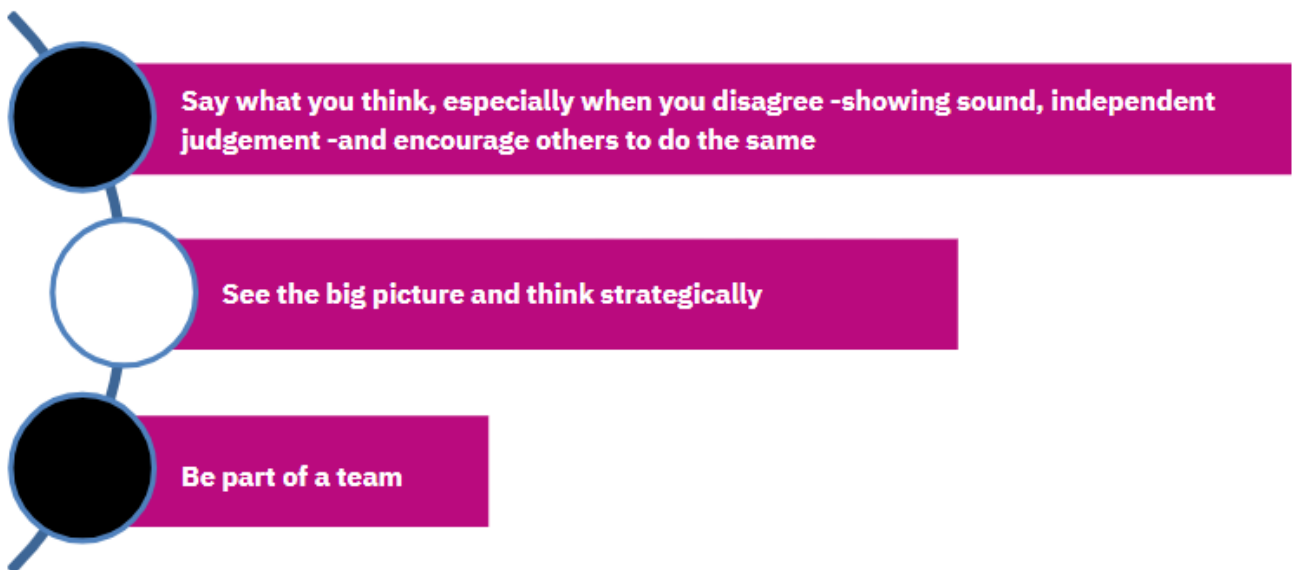 Say what you think, especially when you disagree -showing sound, independent
judgement -and encourage others to do the same
See the big picture and think strategically
Be part of a team